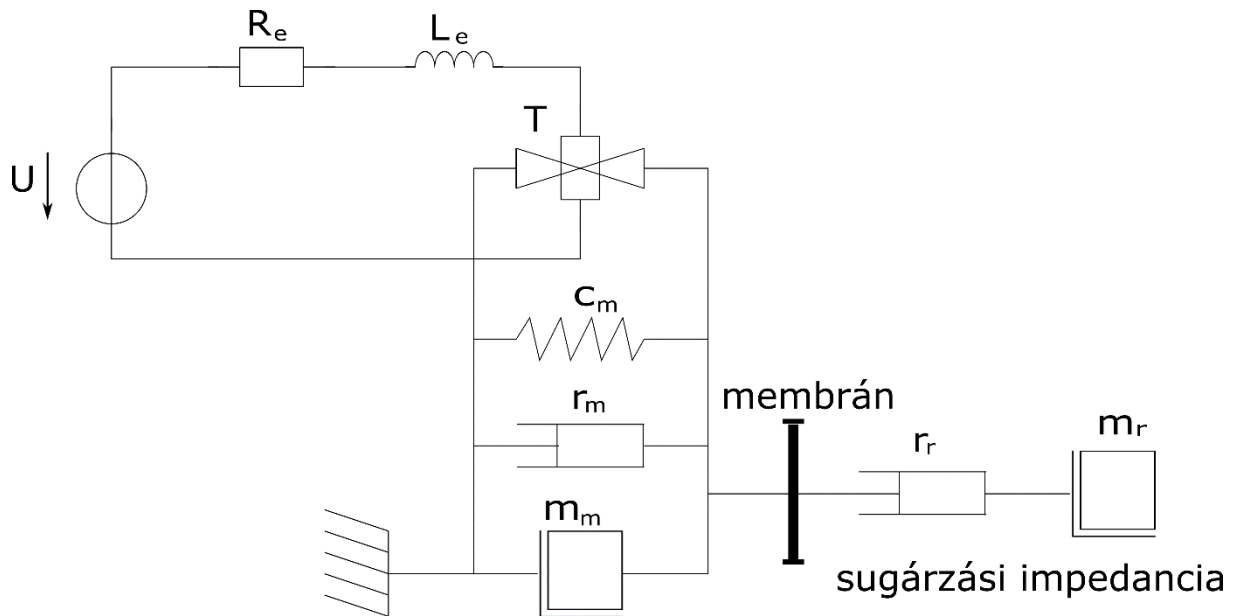 Re
Le
T
U
cm
rm
membrán
rr
mr
mm
sugárzási impedancia